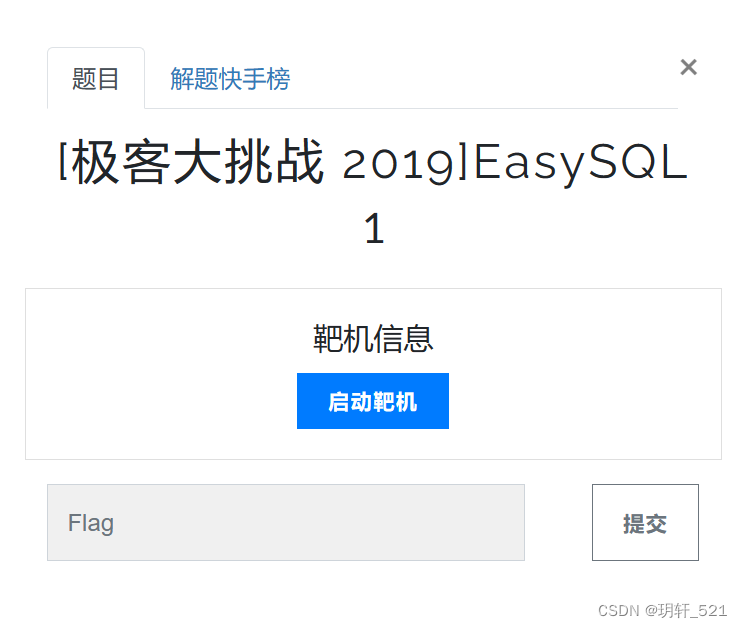 题目 解题快手榜 ×
[极客大挑战 2019]EasySQL
1
靶机信息
启动靶机
Flag 提交
CSDN @玥轩_521